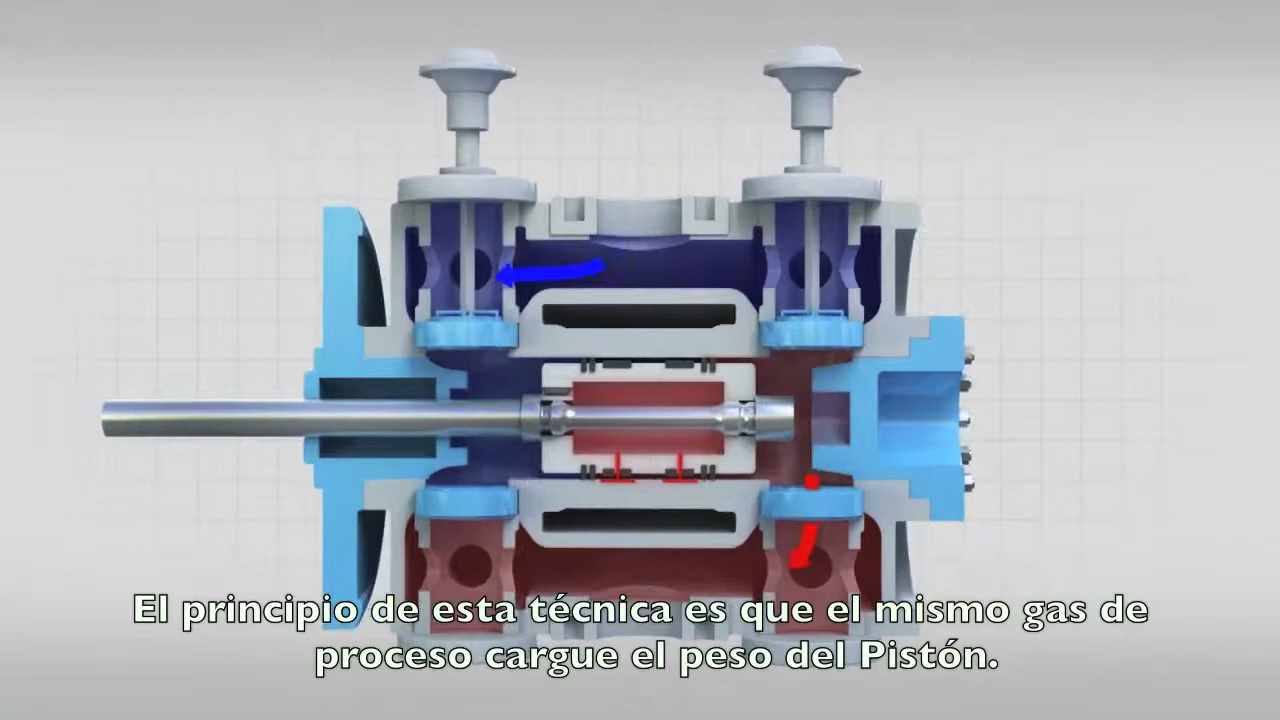 El principio de esta técnica es que el mismo gas de
proceso cargue el peso del Pistón.